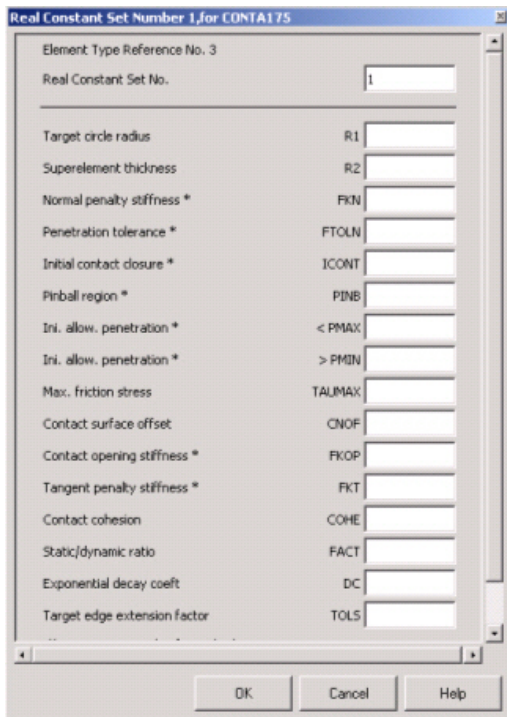 Real Constant Set Number 1,for CONTA175
Element Type Reference No. 3
Real Constant Set No. 1
Target circle radius R1
Superelement thickness R2
Normal penalty stiffness * FKN
Penetration tolerance * FTOLN
Initial contact closure * ICONT
Pinball region * PINB
Ini. allow. penetration * < PMAX
Ini. allow. penetration * > PMIN
Max. friction stress TAUMAX
Contact surface offset CNOF
Contact opening stiffness * FKOP
Tangent penalty stiffness * FKT
Contact cohesion COHE
Static/dynamic ratio FACT
Exponential decay coeft DC
Target edge extension factor TOLS
OK Cancel Help